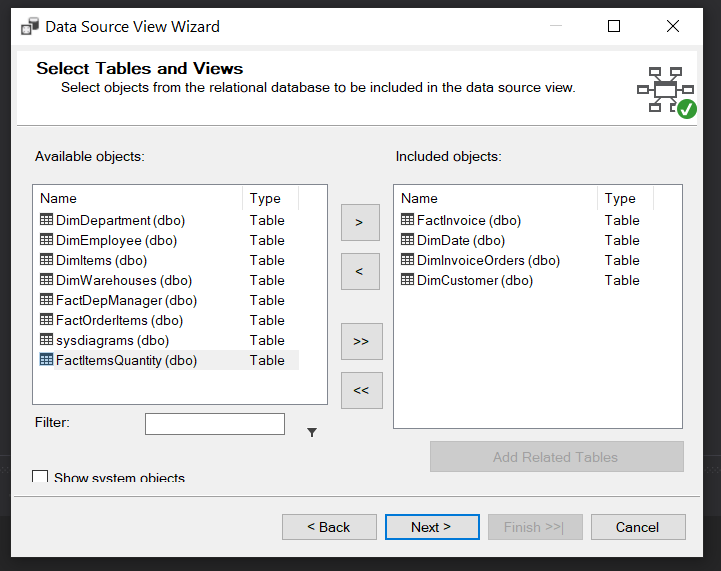 Data Source View Wizard
Select Tables and Views
Select objects from the relational database to be included in the data source view.
Available objects:
Name Type
DimDepartment (dbo) Table
DimEmployee (dbo) Table
DimItems (dbo) Table
DimWarehouses (dbo) Table
FactDepManager (dbo) Table
FactOrderItems (dbo) Table
sysdiagrams (dbo) Table
FactItemsQuantity (dbo) Table
Filter:
Show system objects
>
<
>>
<<
Included objects:
Name Type
FactInvoice (dbo) Table
DimDate (dbo) Table
DimInvoiceOrders (dbo) Table
DimCustomer (dbo) Table
Add Related Tables
< Back Next > Finish >>| Cancel